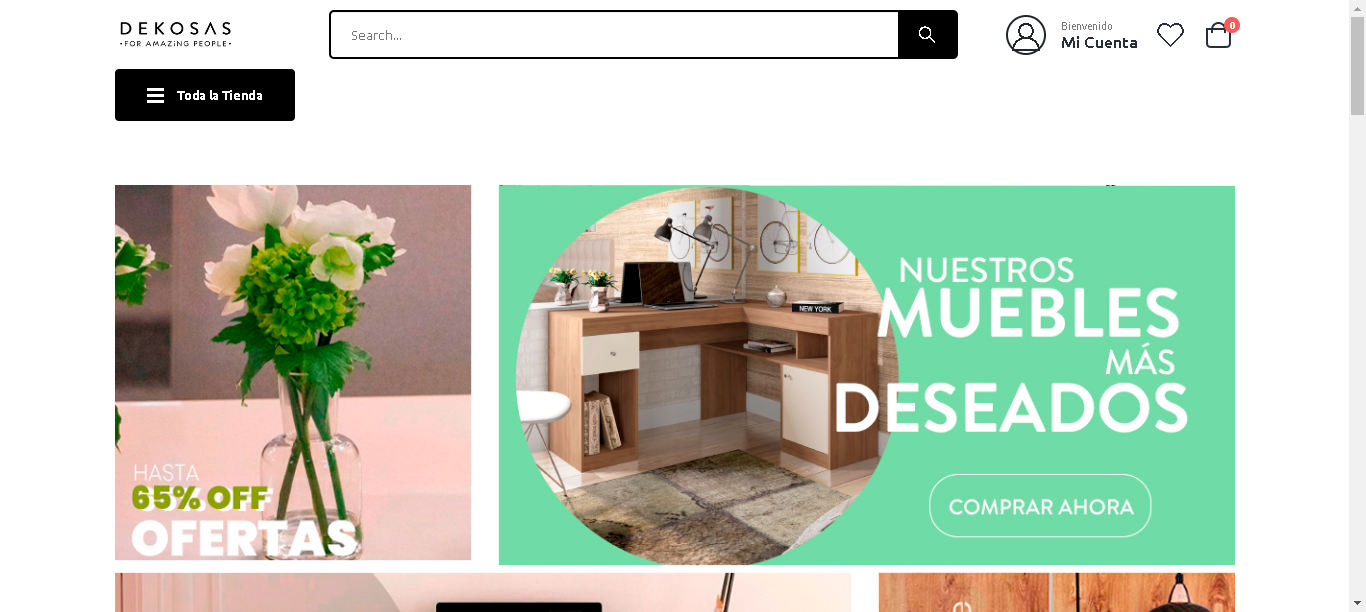 DEKOSAS
•FOR AMAZING PEOPLE•
Search...
Bienvenido
Mi Cuenta
0
Toda la Tienda
HASTA
65% OFF
OFERTAS
NEW YORK
NUESTROS
MUEBLES
MÁS
DESEADOS
COMPRAR AHORA